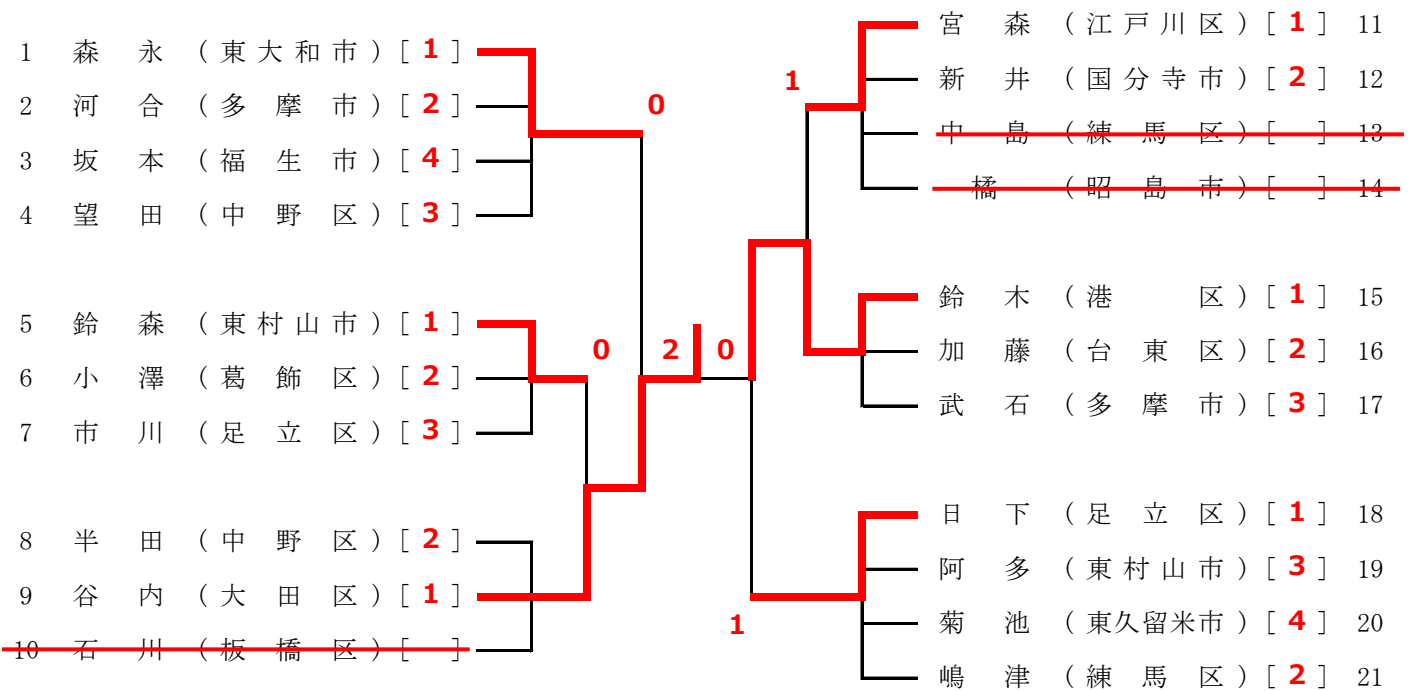 1 森永 (東大和市) [1]
2 河合 (多摩市) [2]
3 坂本 (福生市) [4]
4 望田 (中野区) [3]
5 鈴森 (東村山市) [1]
6 小澤 (葛飾区) [2]
7 市川 (足立区) [3]
8 半田 (中野区) [2]
9 谷内 (大田区) [1]
10 石川 (板橋区) [ ]
0
0
2
0
1
1
宮森 (江戸川区) [1] 11
新井 (国分寺市) [2] 12
中島 (練馬区) [ ] 13
橘 (昭島市) [ ] 14
鈴木 (港区) [1] 15
加藤 (台東区) [2] 16
武石 (多摩市) [3] 17
日下 (足立区) [1] 18
阿多 (東村山市) [3] 19
菊池 (東久留米市) [4] 20
嶋津 (練馬区) [2] 21